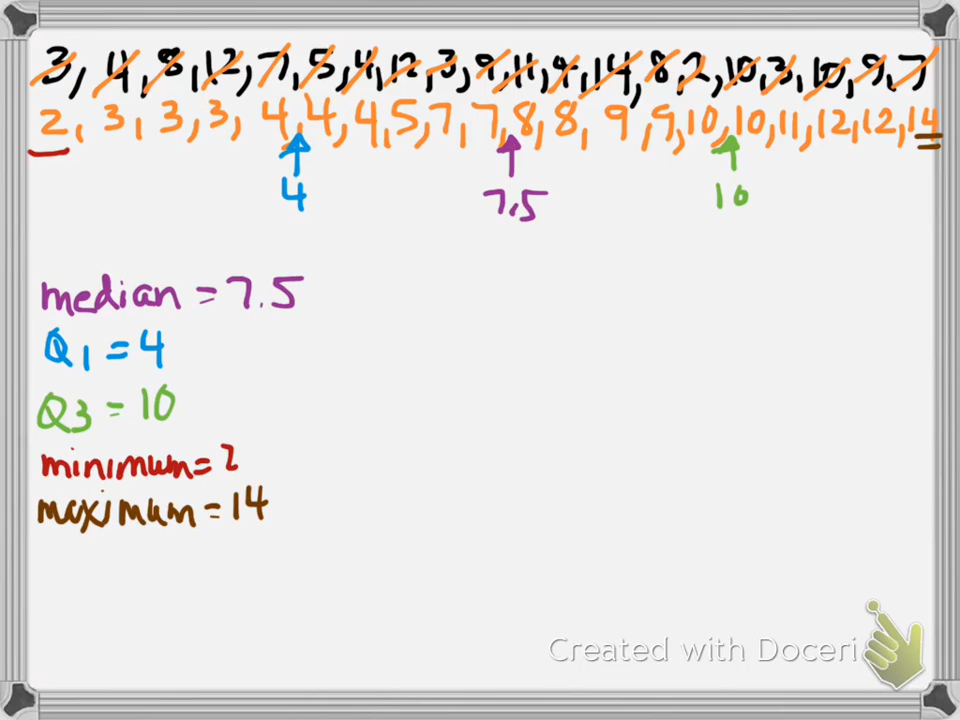 3, 4, 8, 12, 7, 5, 4, 12, 3, 9, 11, 4, 14, 8, 2, 10, 3, 10, 9, 7
2, 3, 3, 3, 4, 4, 4, 5, 7, 7, 8, 8, 9, 9, 10, 10, 11, 12, 12, 14
4 7.5 10
median = 7.5
Q1 = 4
Q3 = 10
minimum = 2
maximum = 14
Created with Doceri